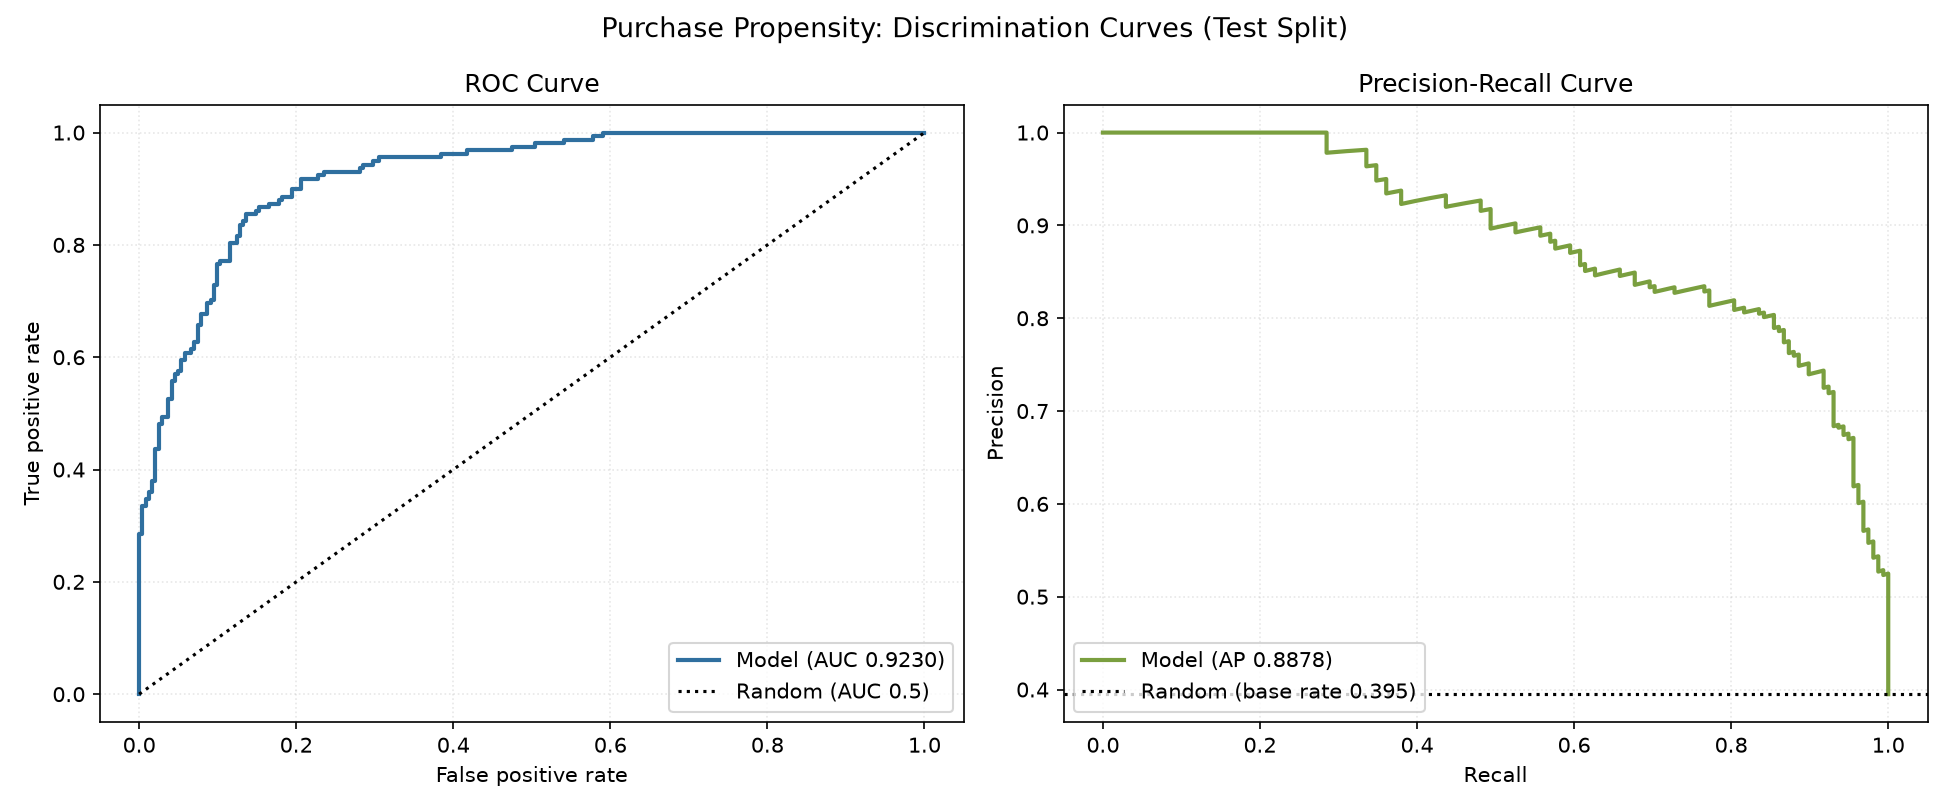 Purchase Propensity: Discrimination Curves (Test Split)
ROC Curve
1.0
0.8
0.6
0.4
0.2
0.0
True positive rate
Model (AUC 0.9230)
Random (AUC 0.5)
0.0 0.2 0.4 0.6 0.8 1.0
False positive rate
Precision-Recall Curve
1.0
0.9
0.8
0.7
0.6
0.5
0.4
Precision
Model (AP 0.8878)
Random (base rate 0.395)
0.0 0.2 0.4 0.6 0.8 1.0
Recall